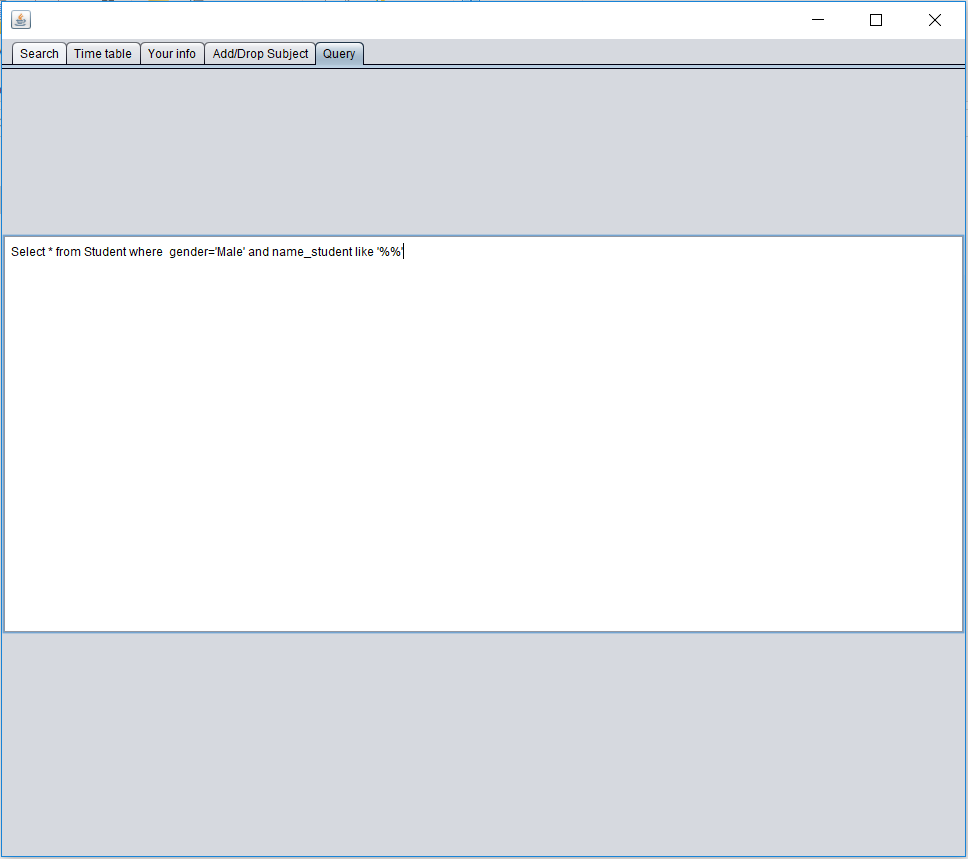 Search Time table Your info Add/Drop Subject Query
Select * from Student where  gender='Male' and name_student like '%%'